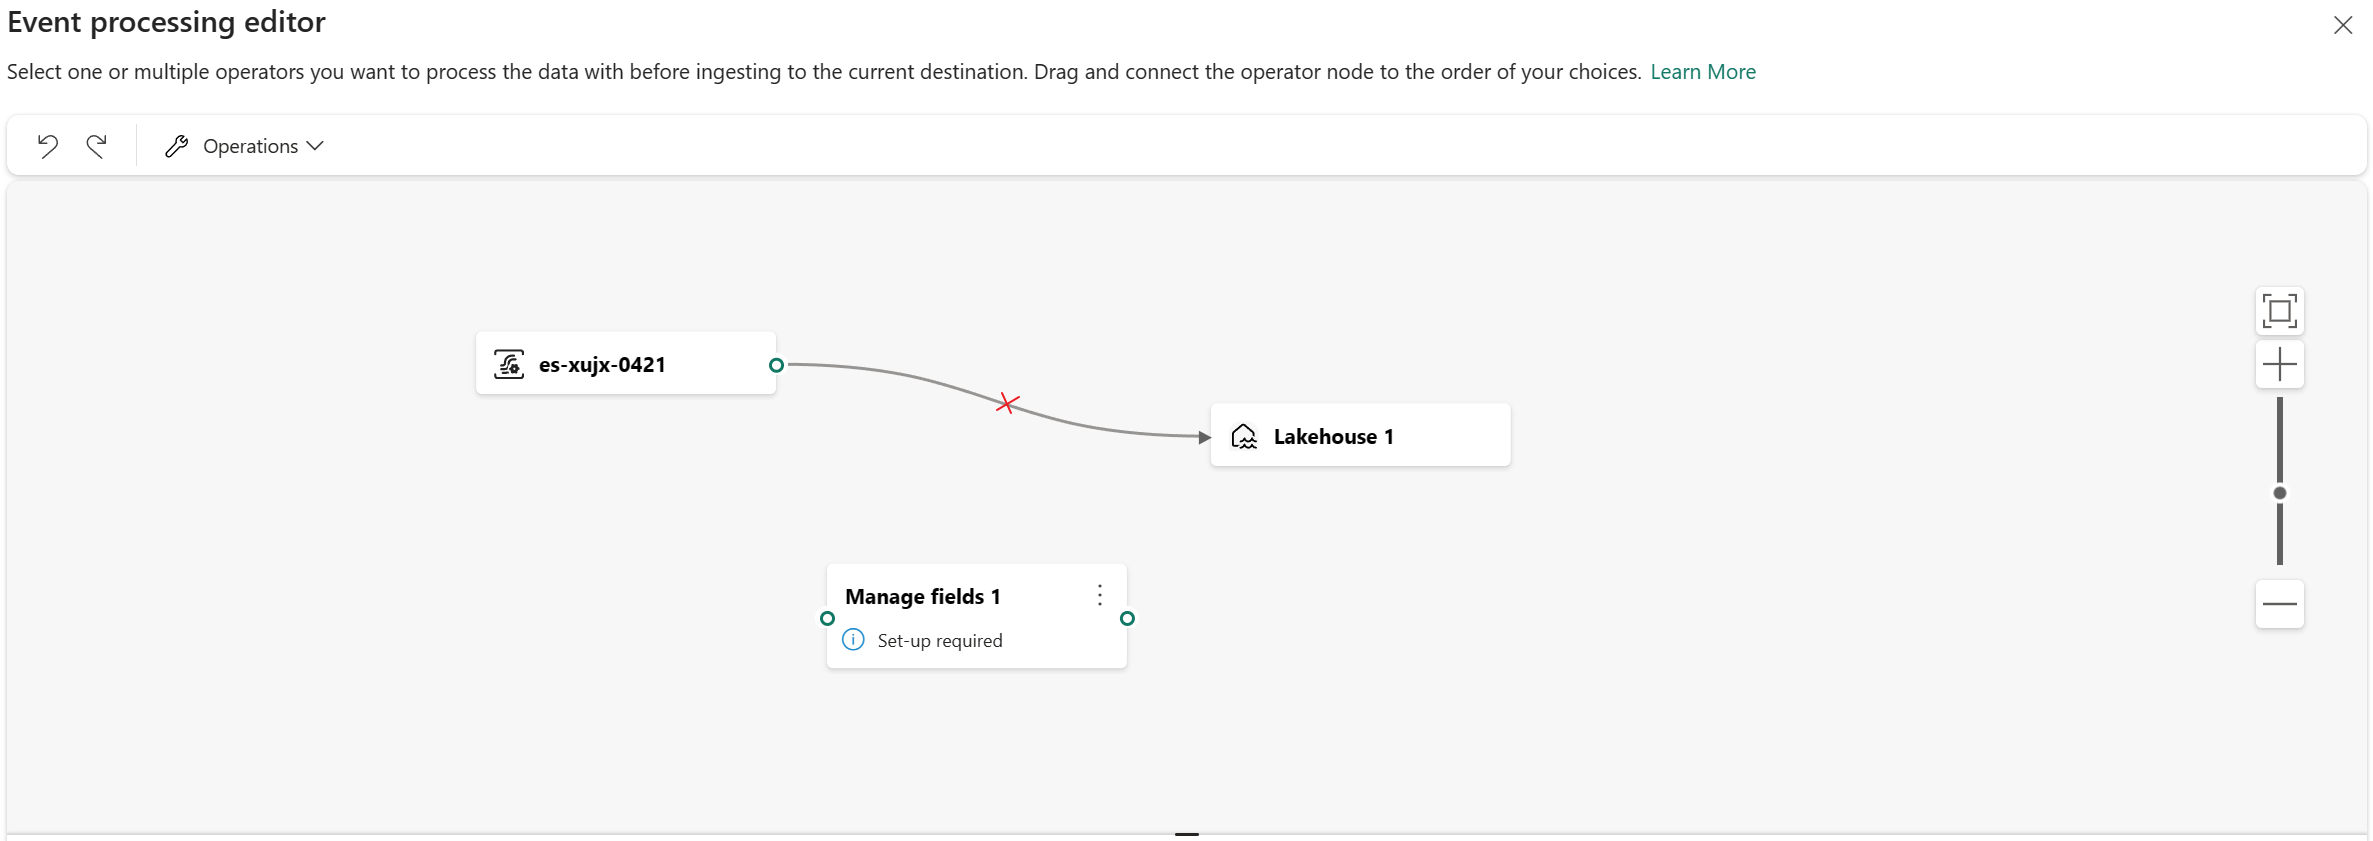 Event processing editor
Select one or multiple operators you want to process the data with before ingesting to the current destination. Drag and connect the operator node to the order of your choices. Learn More
Operations
es-xujx-0421
Lakehouse 1
Manage fields 1
Set-up required